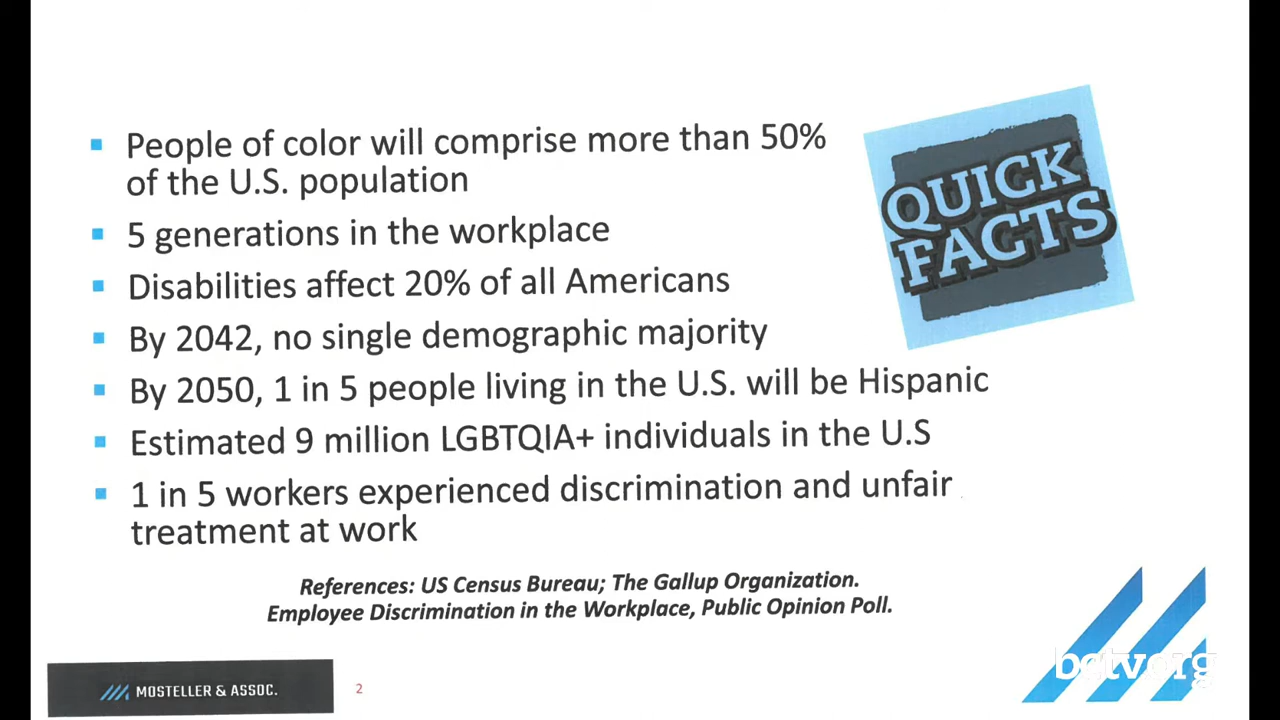 People of color will comprise more than 50%
of the U.S. population
5 generations in the workplace
Disabilities affect 20% of all Americans
By 2042, no single demographic majority
By 2050, 1 in 5 people living in the U.S. will be Hispanic
Estimated 9 million LGBTQIA+ individuals in the U.S
1 in 5 workers experienced discrimination and unfair
treatment at work
QUICK
FACTS
References: US Census Bureau; The Gallup Organization.
Employee Discrimination in the Workplace, Public Opinion Poll.
MOSTELLER & ASSOC.
2
bctv.org